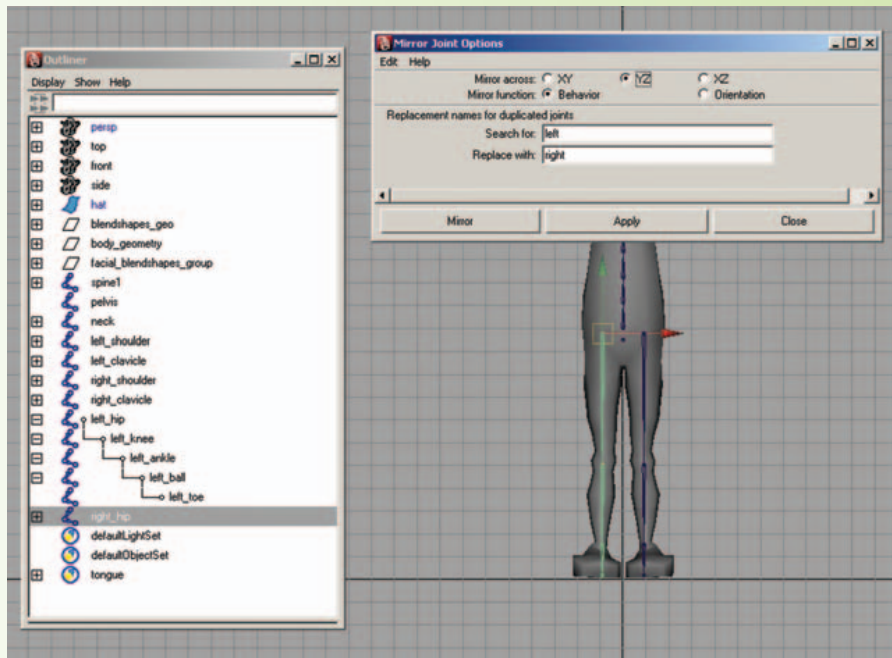 Outliner
Display Show Help
persp
top
front
side
hat
blendshapes_geo
body_geometry
facial_blendshapes_group
spine1
pelvis
neck
left_shoulder
left_clavicle
right_shoulder
right_clavicle
left_hip
left_knee
left_ankle
left_ball
left_toe
right_hip
defaultLightSet
defaultObjectSet
tongue
Mirror Joint Options
Edit Help
Mirror across: XY YZ XZ
Mirror function: Behavior Orientation
Replacement names for duplicated joints
Search for: left
Replace with: right
Mirror Apply Close